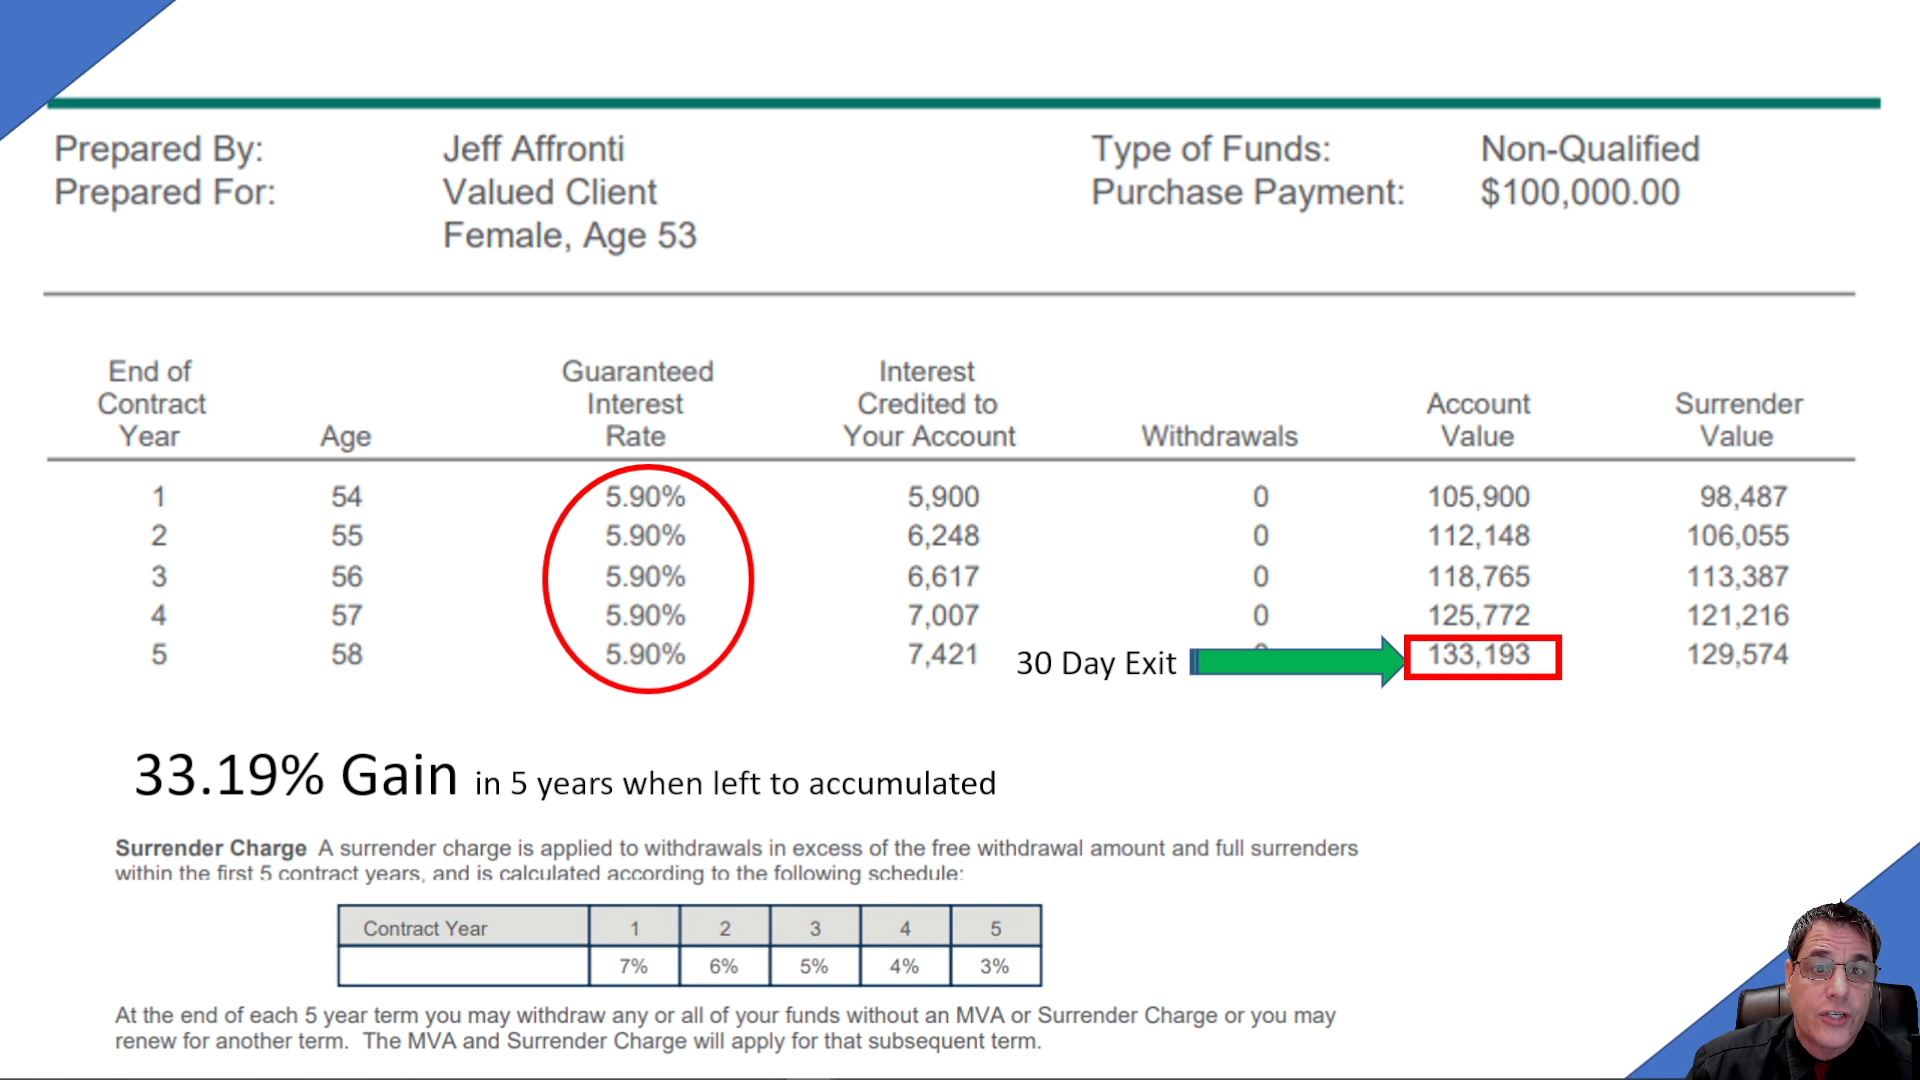 Prepared By: Jeff Affronti Type of Funds: Non-Qualified
Prepared For: Valued Client Purchase Payment: $100,000.00
Female, Age 53
End of Contract Year Age Guaranteed Interest Rate Interest Credited to Your Account Withdrawals Account Value Surrender Value
1 54 5.90% 5,900 0 105,900 98,487
2 55 5.90% 6,248 0 112,148 106,055
3 56 5.90% 6,617 0 118,765 113,387
4 57 5.90% 7,007 0 125,772 121,216
5 58 5.90% 7,421 30 Day Exit 133,193 129,574
33.19% Gain in 5 years when left to accumulated
Surrender Charge A surrender charge is applied to withdrawals in excess of the free withdrawal amount and full surrenders
within the first 5 contract years, and is calculated according to the following schedule:
Contract Year 1 2 3 4 5
7% 6% 5% 4% 3%
At the end of each 5 year term you may withdraw any or all of your funds without an MVA or Surrender Charge or you may
renew for another term. The MVA and Surrender Charge will apply for that subsequent term.